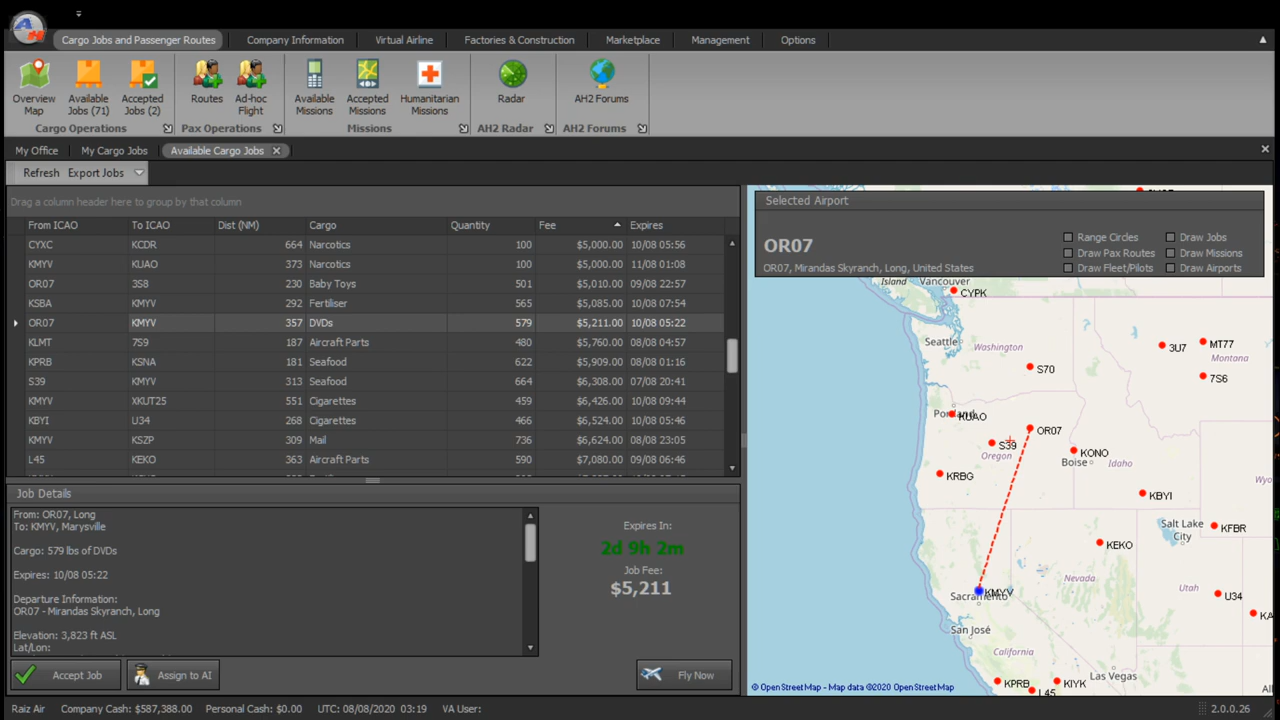 AH
Cargo Jobs and Passenger Routes Company Information Virtual Airline Factories & Construction Marketplace Management Options
Overview Map Available Jobs (71) Accepted Jobs (2) Routes Ad-hoc Flight Available Missions Accepted Missions Humanitarian Missions Radar AH2 Forums
Cargo Operations Pax Operations Missions AH2 Radar AH2 Forums
My Office My Cargo Jobs Available Cargo Jobs
Refresh Export Jobs
Drag a column header here to group by that column
From ICAO To ICAO Dist (NM) Cargo Quantity Fee Expires
CYXC KCDR 664 Narcotics 100 $5,000.00 10/08 05:56
KMYV KUAO 373 Narcotics 100 $5,000.00 11/08 01:08
OR07 3S8 230 Baby Toys 501 $5,010.00 09/08 22:57
KSBA KMYV 292 Fertiliser 565 $5,085.00 10/08 07:54
OR07 KMYV 357 DVDs 579 $5,211.00 10/08 05:22
KLMT 7S9 187 Aircraft Parts 480 $5,760.00 08/08 04:57
KPRB KSNA 181 Seafood 622 $5,909.00 08/08 01:16
S39 KMYV 313 Seafood 664 $6,308.00 07/08 20:41
KMYV XKUT25 551 Cigarettes 459 $6,426.00 10/08 09:44
KBYI U34 268 Cigarettes 466 $6,524.00 10/08 05:46
KMYV KSZP 309 Mail 736 $6,624.00 08/08 23:05
L45 KEKO 363 Aircraft Parts 590 $7,080.00 09/08 06:46
Job Details
From: OR07, Long
To: KMYV, Marysville
Cargo: 579 lbs of DVDs
Expires: 10/08 05:22
Departure Information:
OR07 - Mirandas Skyranch, Long
Elevation: 3,823 ft ASL
Lat/Lon:
Expires In:
2d 9h 2m
Job Fee:
$5,211
Accept Job Assign to AI Fly Now
Selected Airport
OR07
OR07, Mirandas Skyranch, Long, United States
Range Circles Draw Jobs
Draw Pax Routes Draw Missions
Draw Fleet/Pilots Draw Airports
Island Vancouver
CYPK
Seattle
Washington
3U7
MT77
Montana
S70
7S6
Portland
KUAO
OR07
S39
Oregon
KONO
Boise
Idaho
KRBG
KBYI
Salt Lake City
KFBR
KEKO
Nevada
Utah
U34
Sacramento
KMYV
San José
California
Las Vegas
KPRB
KIYK
L45
© OpenStreetMap - Map data ©2020 OpenStreetMap
Raiz Air Company Cash: $587,388.00 Personal Cash: $0.00 UTC: 08/08/2020 03:19 VA User: 2.0.0.26